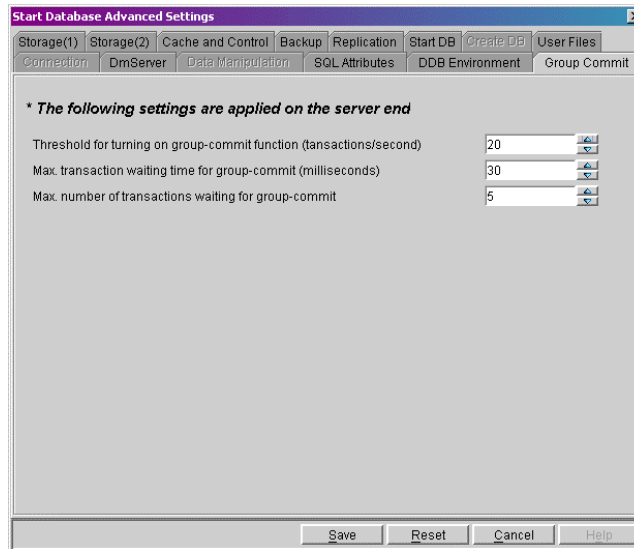 Start Database Advanced Settings
Storage(1) Storage(2) Cache and Control Backup Replication Start DB Create DB User Files
Connection DmServer Data Manipulation SQL Attributes DDB Environment Group Commit
* The following settings are applied on the server end
Threshold for turning on group-commit function (tansactions/second) 20
Max. transaction waiting time for group-commit (milliseconds) 30
Max. number of transactions waiting for group-commit 5
Save Reset Cancel Help